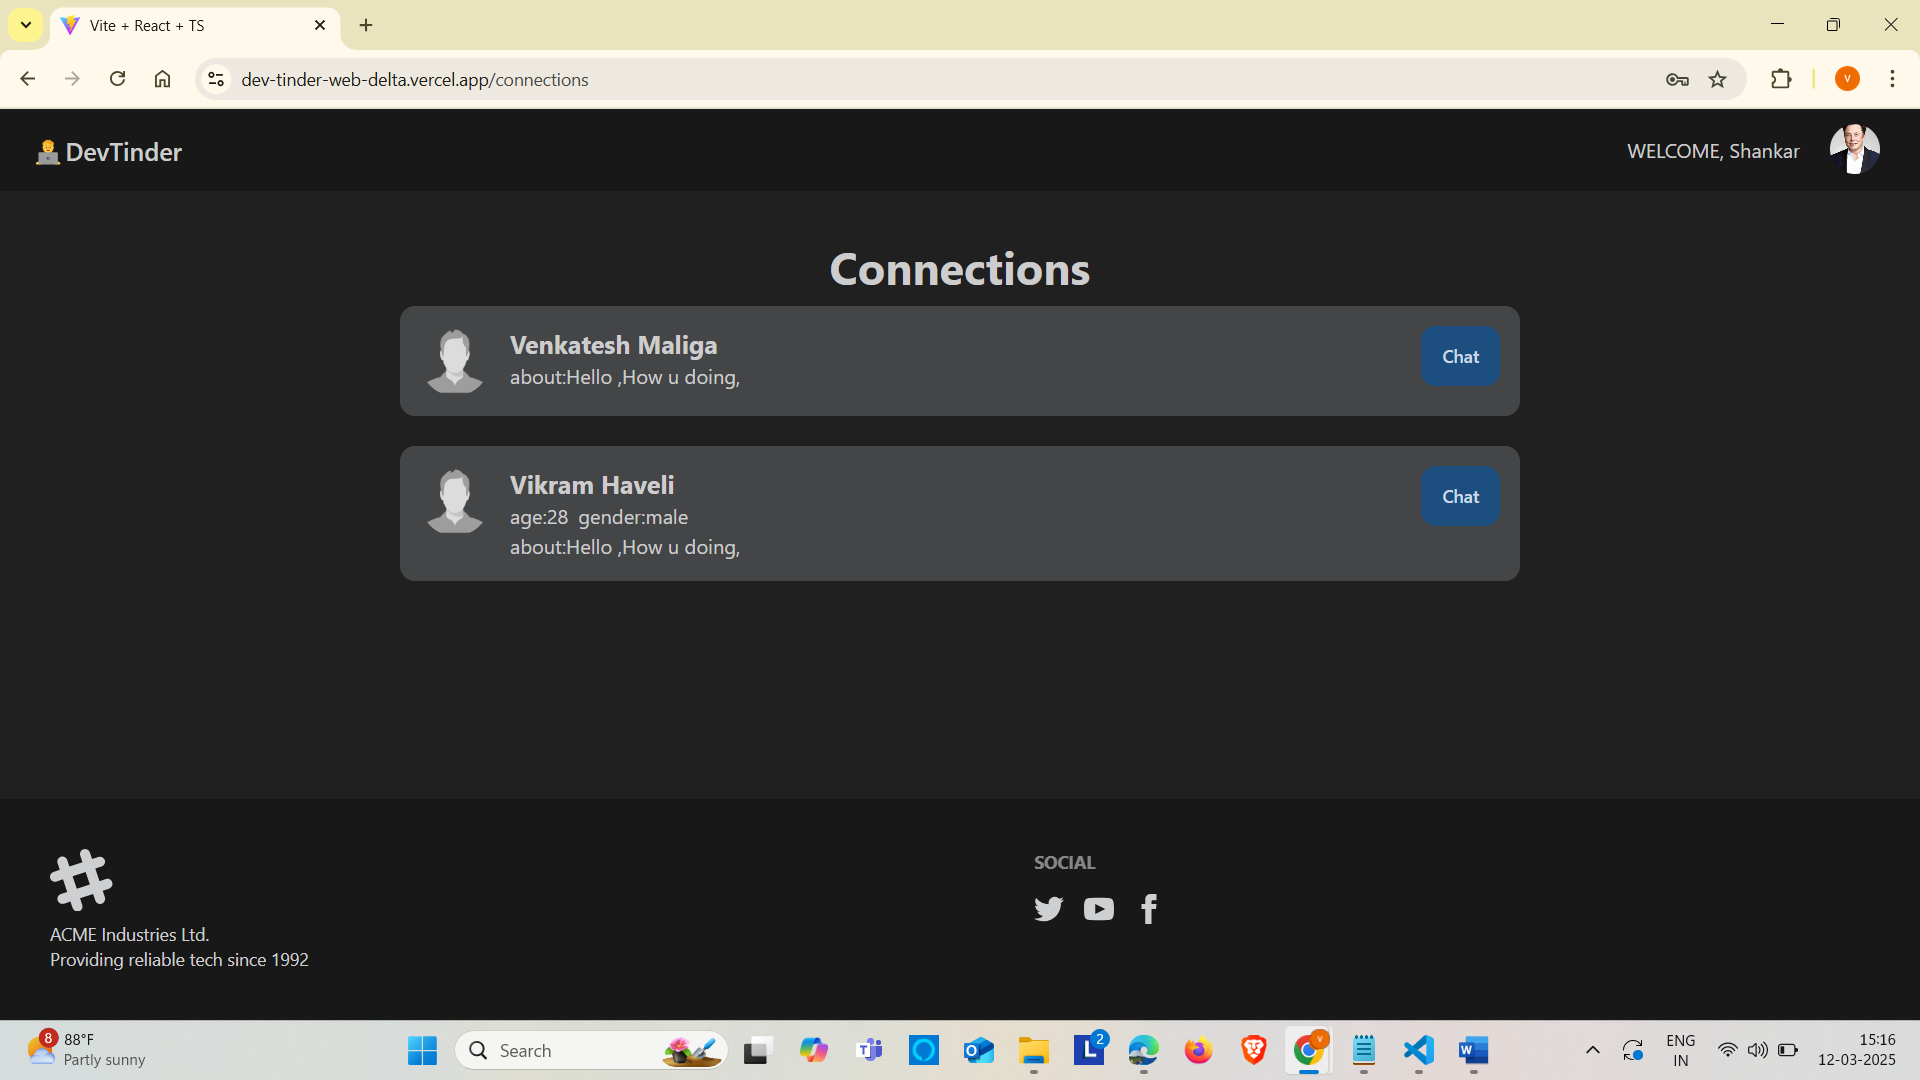 Vite + React + TS
dev-tinder-web-delta.vercel.app/connections
V
DevTinder
WELCOME, Shankar
Connections
Venkatesh Maliga
about:Hello ,How u doing,
Chat
Vikram Haveli
age:28 gender:male
about:Hello ,How u doing,
Chat
SOCIAL
ACME Industries Ltd.
Providing reliable tech since 1992
8
88°F
Partly sunny
Search
T
O
L
2
V
W
ENG
IN
15:16
12-03-2025